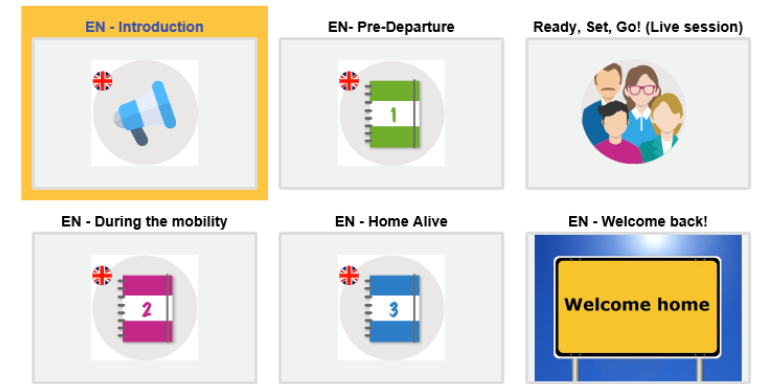 EN - Introduction
EN- Pre-Departure
Ready, Set, Go! (Live session)
1
EN - During the mobility
EN - Home Alive
EN - Welcome back!
2
3
Welcome home